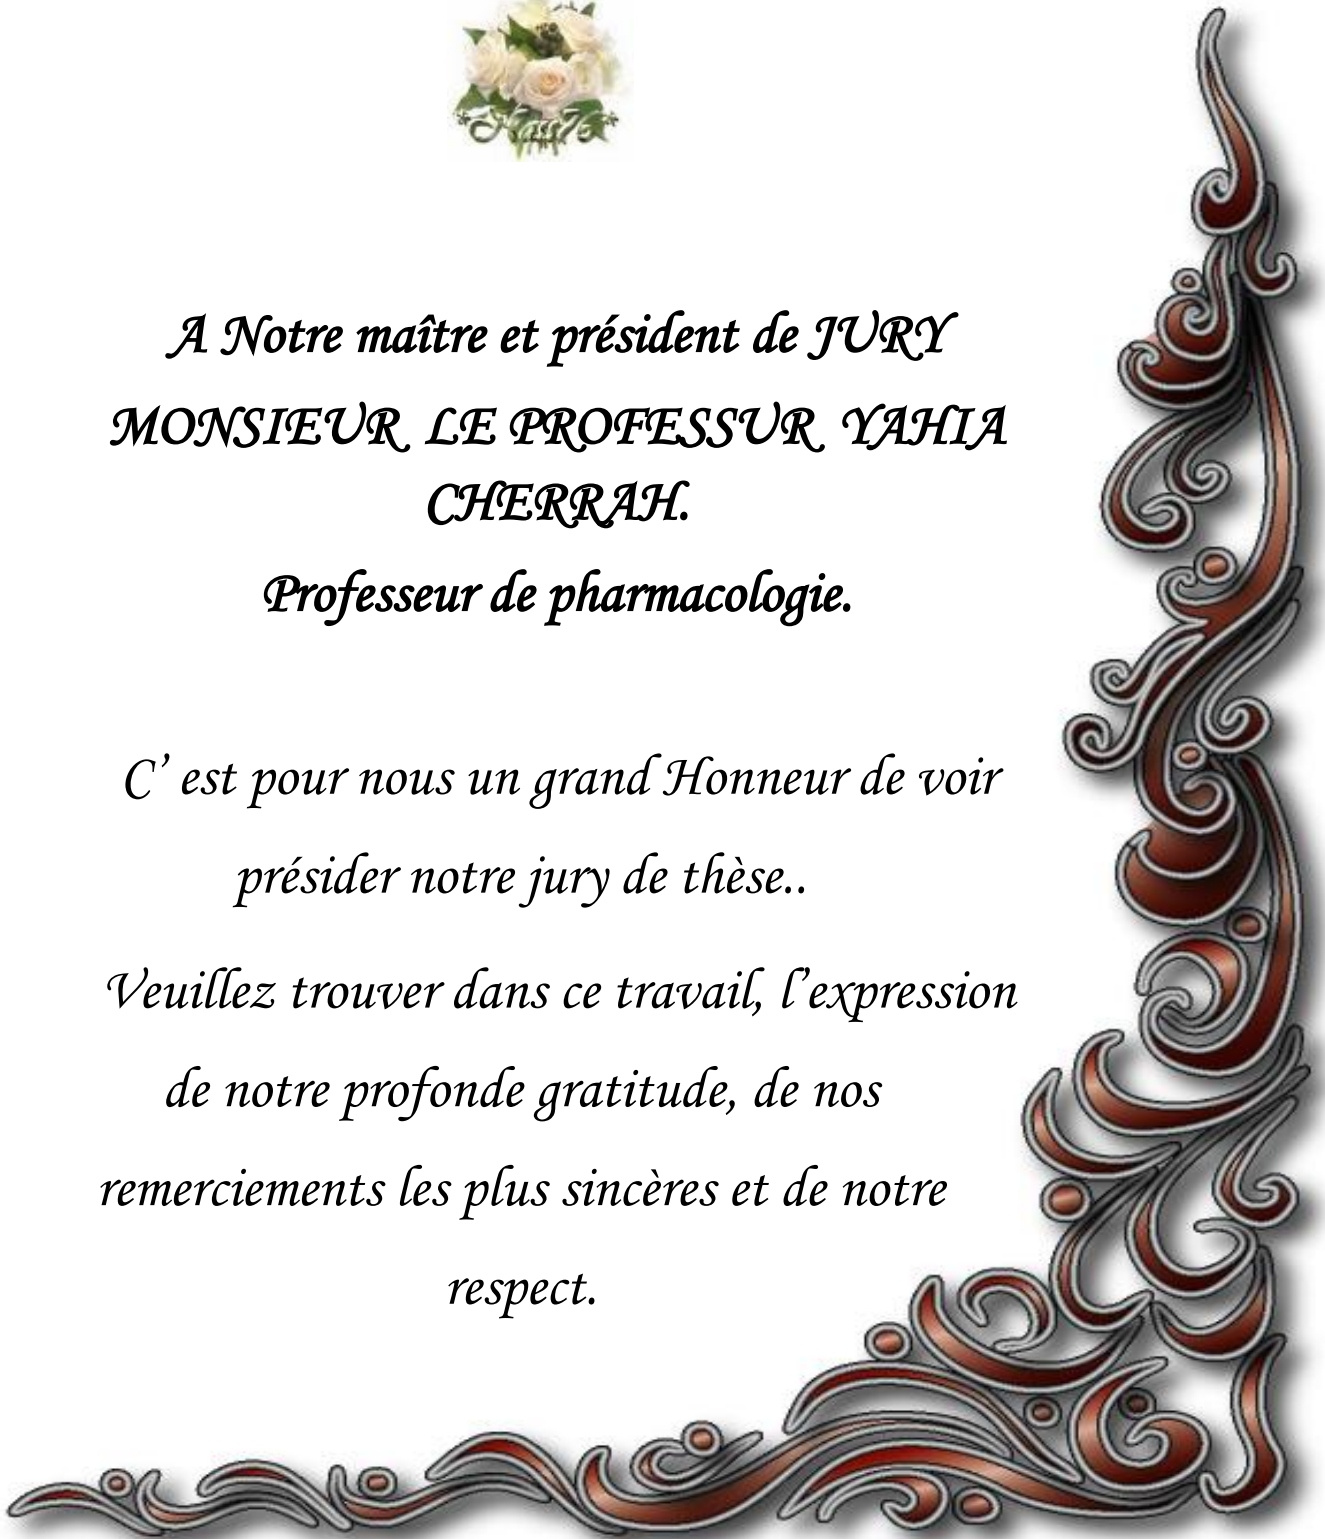 A Notre maître et président de JURY
MONSIEUR LE PROFESSUR YAHIA
CHERRAH.
Professeur de pharmacologie.
C’ est pour nous un grand Honneur de voir
présider notre jury de thèse..
Veuillez trouver dans ce travail, l’expression
de notre profonde gratitude, de nos
remerciements les plus sincères et de notre
respect.